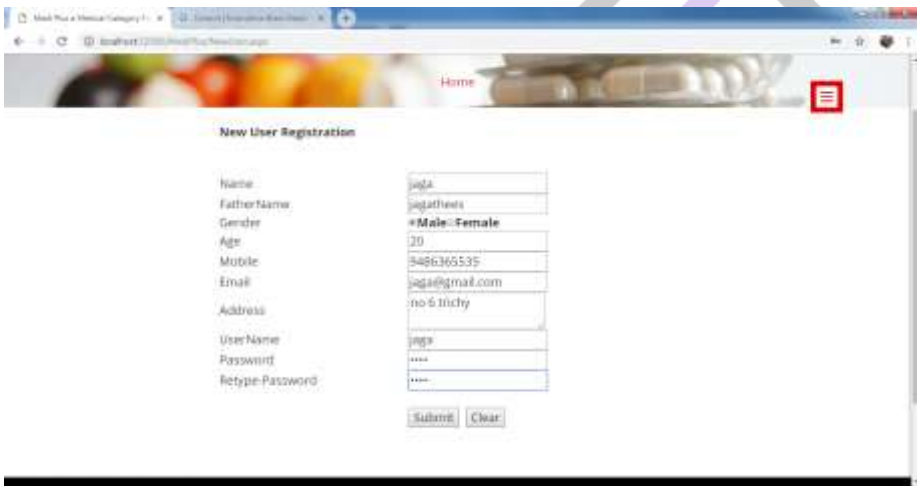 Home
New User Registration
Name jaga
FatherName jagathees
Gender Male Female
Age 20
Mobile 9486365535
Email jaga@gmail.com
Address no 6 trichy
UserName jaga
Password ••••
Retype-Password ••••
Submit Clear